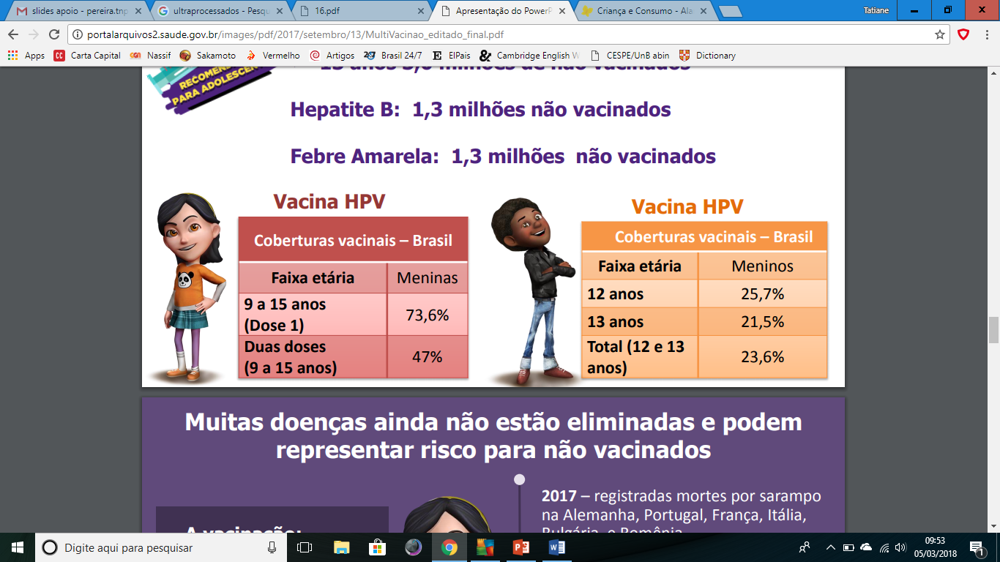 slides apoio - pereira.tnp
ultraprocessados - Pesqu
16.pdf
Apresentação do PowerP
Criança e Consumo - Ala
Tatiane
portalarquivos2.saude.gov.br/images/pdf/2017/setembro/13/MultiVacinao_editado_final.pdf
Apps
Carta Capital
Nassif
Sakamoto
Vermelho
Artigos
Brasil 24/7
ElPais
Cambridge English W
CESPE/UnB abin
Dictionary
RECOMEN
PARA ADOLESCEN
milhões de não vacinados
Hepatite B: 1,3 milhões não vacinados
Febre Amarela: 1,3 milhões não vacinados
Vacina HPV
Coberturas vacinais – Brasil
Faixa etária Meninas
9 a 15 anos
(Dose 1) 73,6%
Duas doses
(9 a 15 anos) 47%
Vacina HPV
Coberturas vacinais – Brasil
Faixa etária Meninos
12 anos 25,7%
13 anos 21,5%
Total (12 e 13
anos) 23,6%
Muitas doenças ainda não estão eliminadas e podem
representar risco para não vacinados
A vacinação:
2017 – registradas mortes por sarampo
na Alemanha, Portugal, França, Itália,
Bulgária, e Romênia
Digite aqui para pesquisar
09:53
05/03/2018